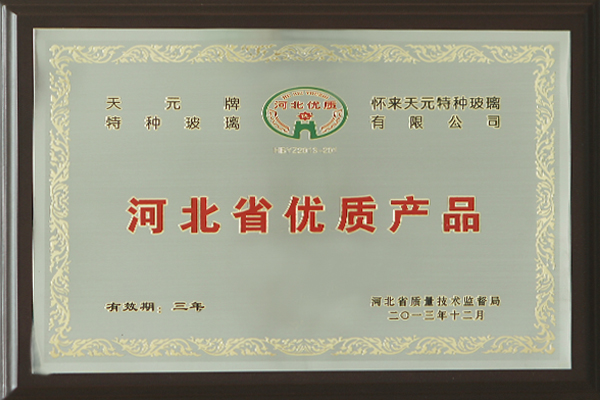 天元牌
特种玻璃
河北优质
怀来天元特种玻璃
有限公司
河北省优质产品
有效期：三年
河北省质量技术监督局
二〇一三年十二月